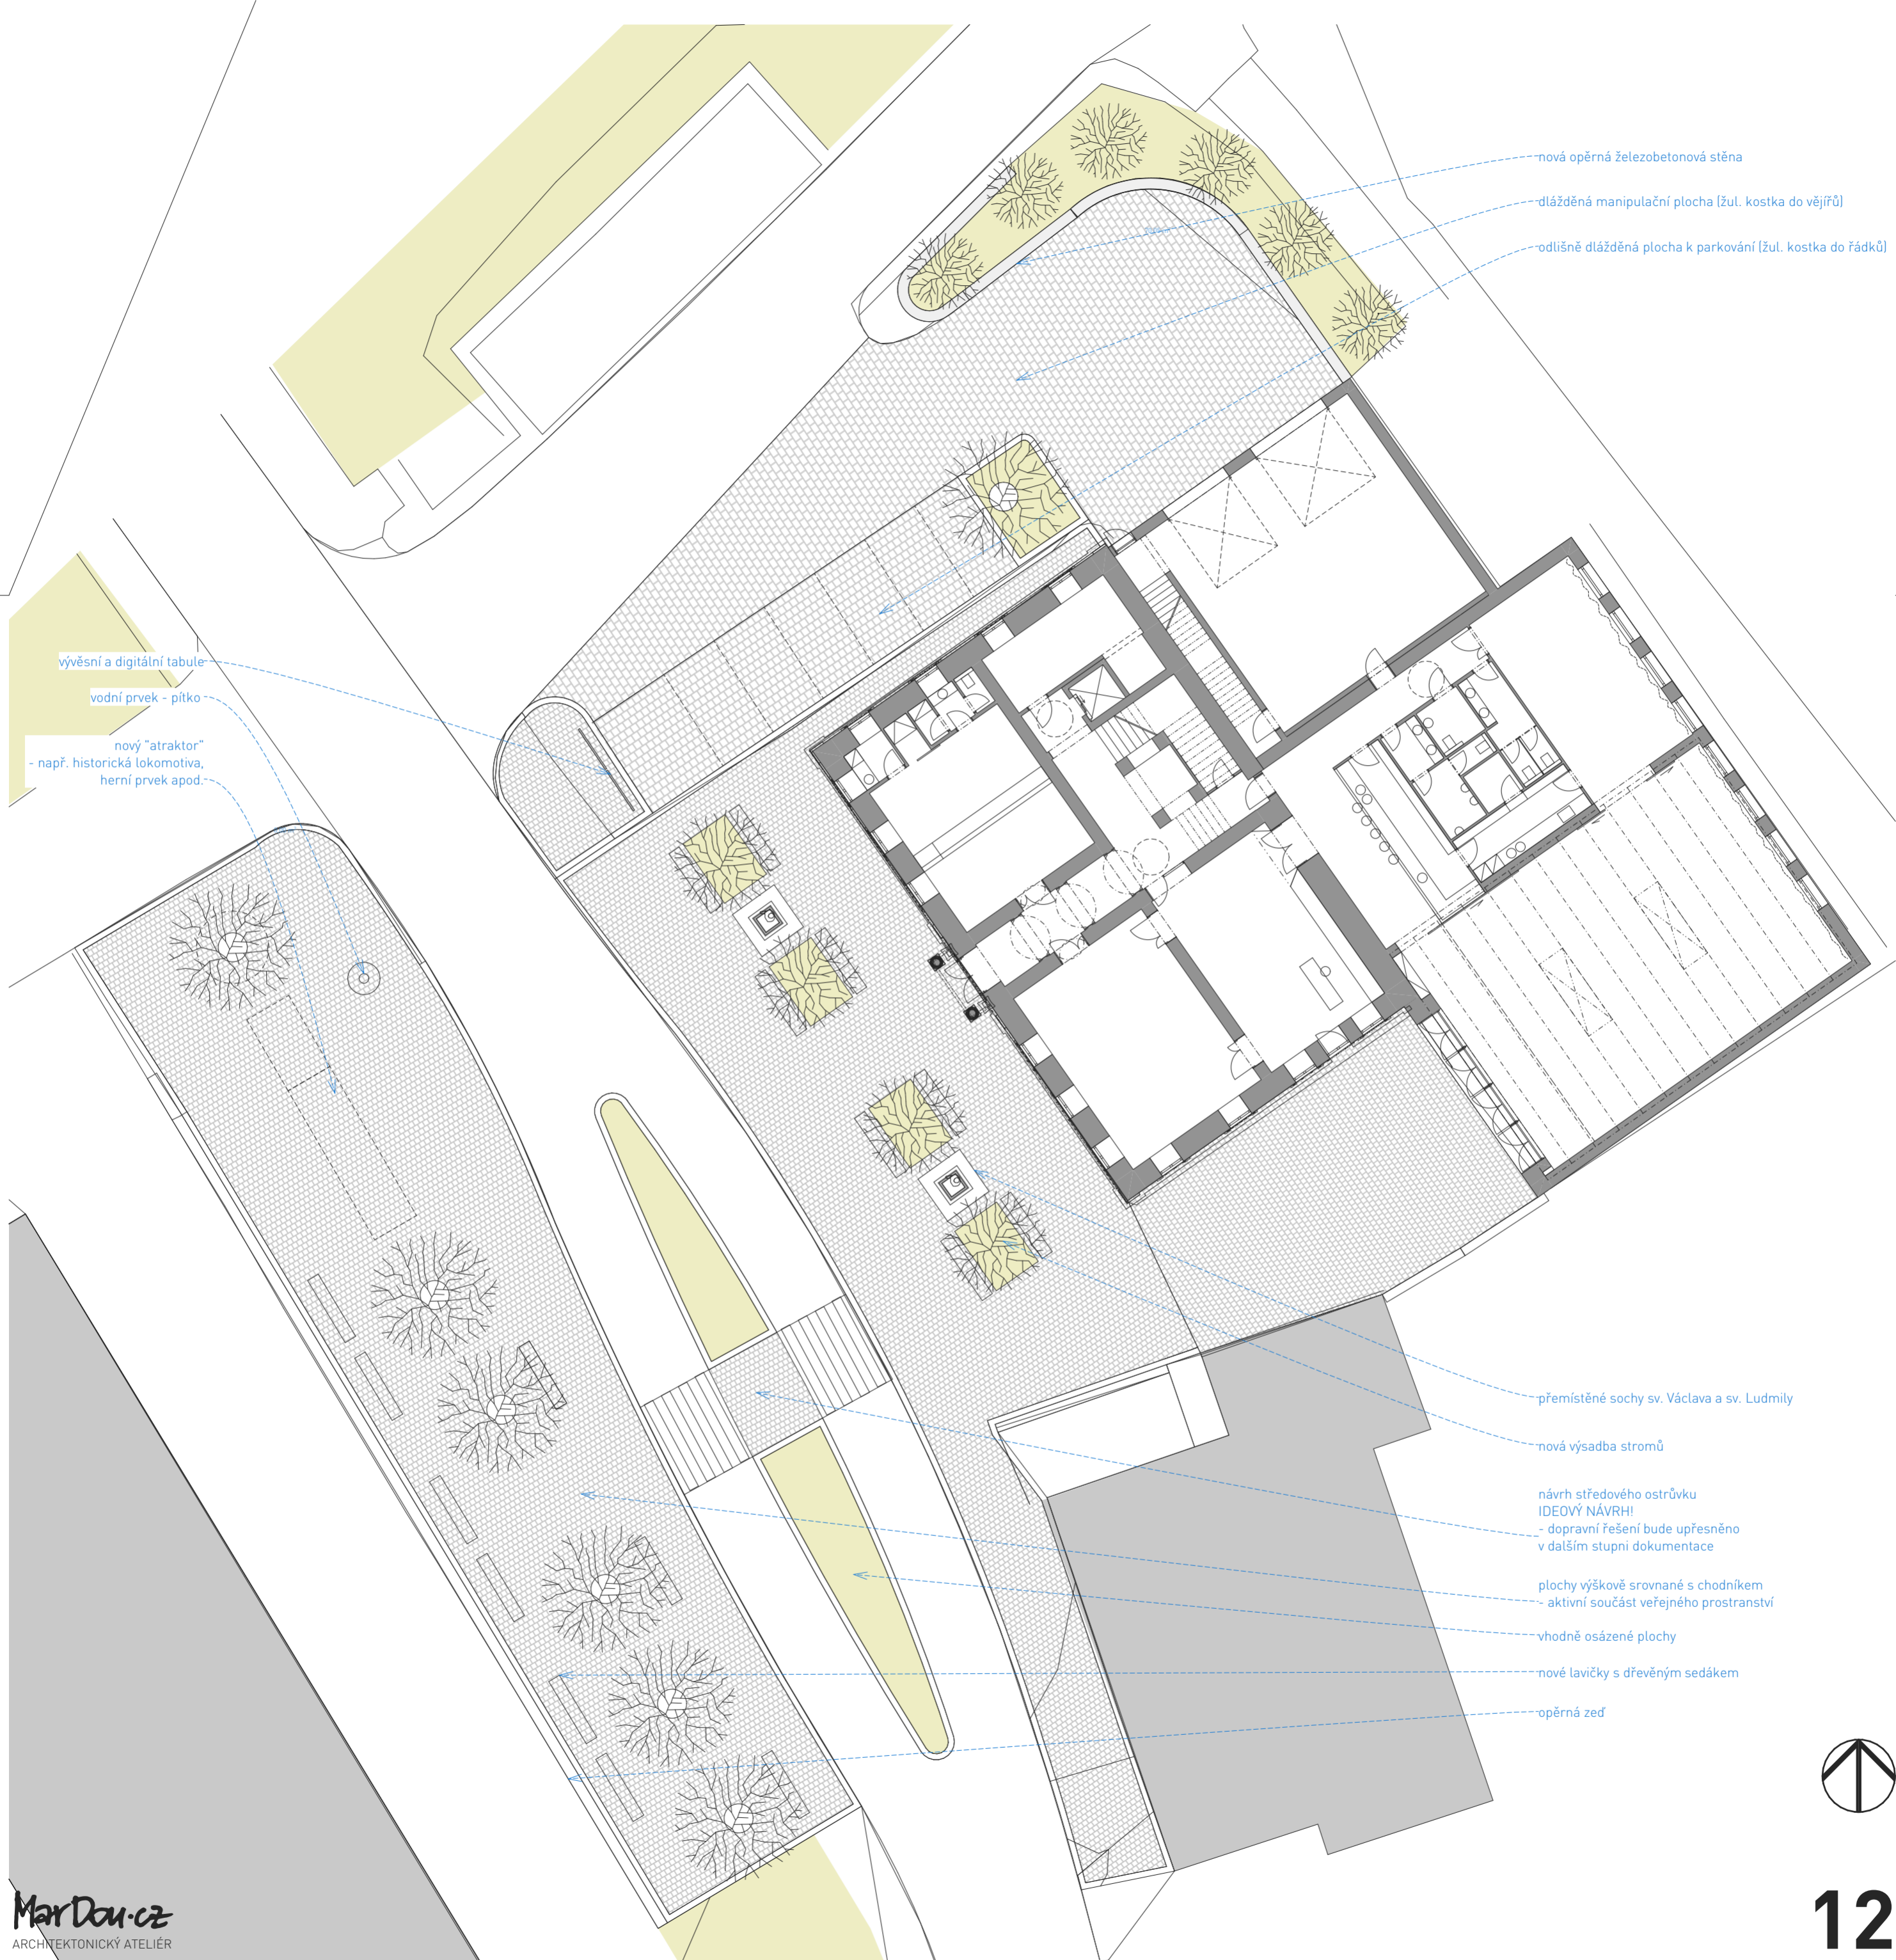 nová opěrná železobetonová stěna
dlážděná manipulační plocha (žul. kostka do vějířů)
odlišně dlážděná plocha k parkování (žul. kostka do řádků)
vývěsní a digitální tabule
vodní prvek - pítko
nový "atraktor"
- např. historická lokomotiva,
herní prvek apod.
přemístěné sochy sv. Václava a sv. Ludmily
nová výsadba stromů
návrh středového ostrůvku
IDEOVÝ NÁVRH!
- dopravní řešení bude upřesněno
v dalším stupni dokumentace
plochy výškově srovnané s chodníkem
- aktivní součást veřejného prostranství
vhodně osázené plochy
nové lavičky s dřevěným sedákem
opěrná zeď
MarDou.cz
ARCHITEKTONICKÝ ATELIÉR
12